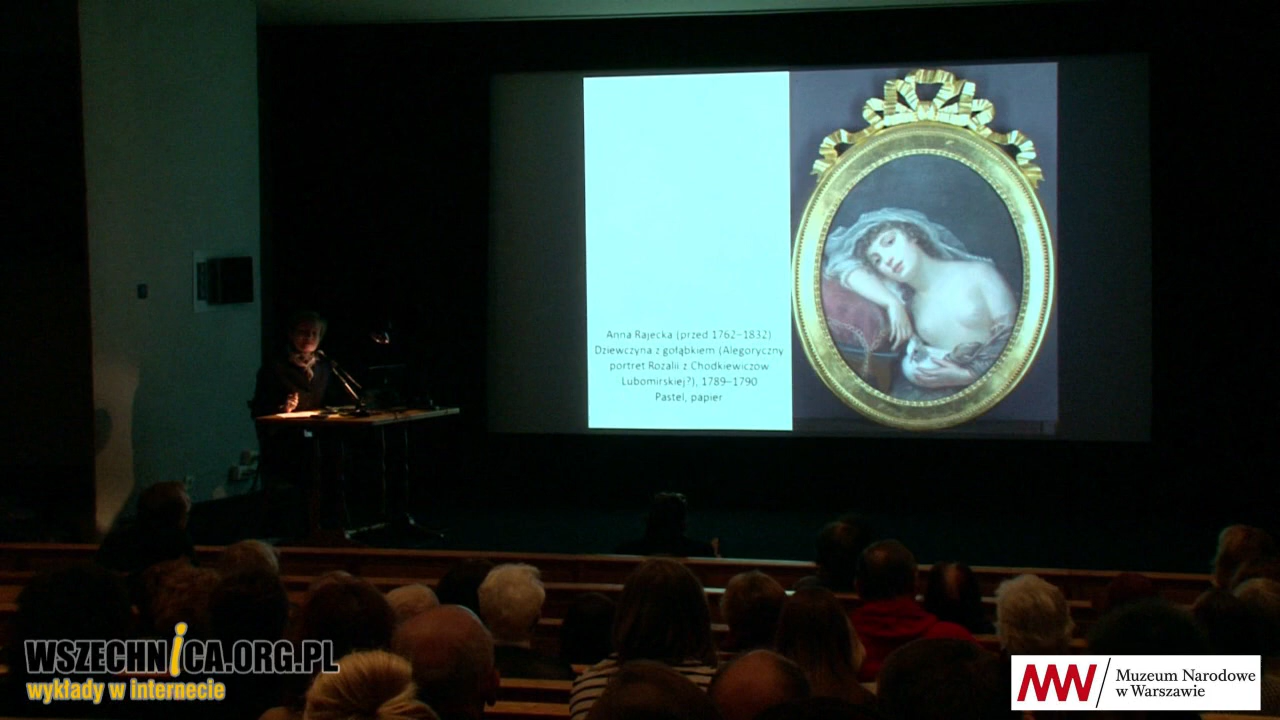 Anna Rajecka (przed 1762–1832)
Dziewczyna z gołąbkiem (Alegoryczny
portret Rozalii z Chodkiewiczów
Lubomirskiej?), 1789–1790
Pastel, papier
WSZECHNiCA.ORG.PL
wykłady w internecie
Muzeum Narodowe
w Warszawie